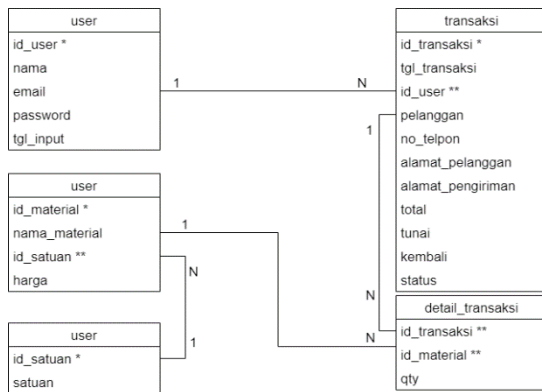 user
id_user *
nama
email
password
tgl_input
transaksi
id_transaksi *
tgl_transaksi
id_user **
pelanggan
no_telpon
alamat_pelanggan
alamat_pengiriman
total
tunai
kembali
status
1
N
1
N
user
id_material *
nama_material
id_satuan **
harga
1
N
N
1
user
id_satuan *
satuan
detail_transaksi
id_transaksi **
id_material **
qty